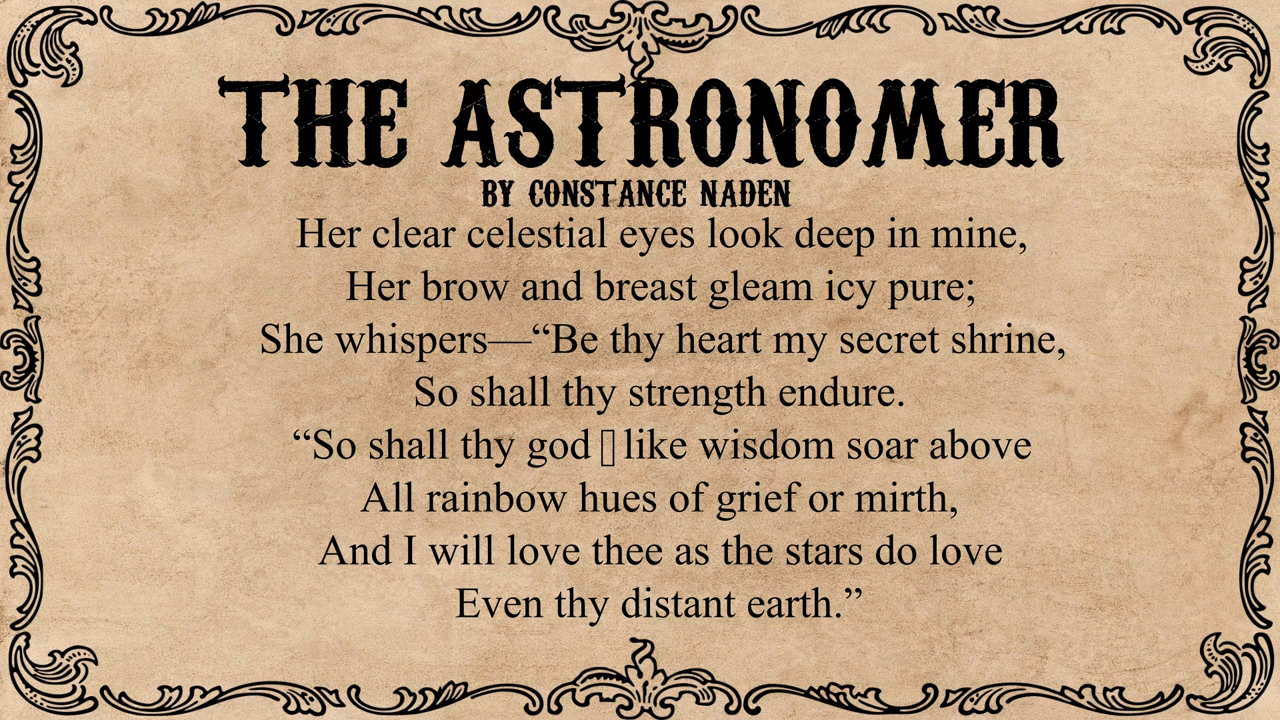 THE ASTRONOMER
BY CONSTANCE NADEN
Her clear celestial eyes look deep in mine,
Her brow and breast gleam icy pure;
She whispers—“Be thy heart my secret shrine,
So shall thy strength endure.
“So shall thy god ▯like wisdom soar above
All rainbow hues of grief or mirth,
And I will love thee as the stars do love
Even thy distant earth.”